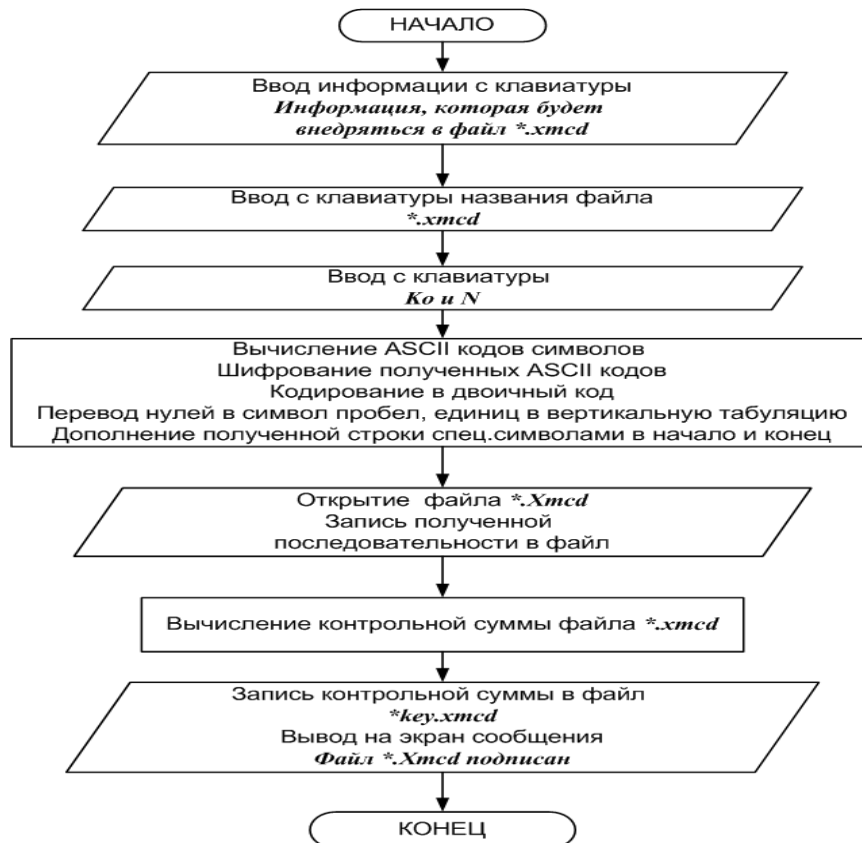 НАЧАЛО
Ввод информации с клавиатуры
Информация, которая будет
внедряться в файл *.xmcd
Ввод с клавиатуры названия файла
*.xmcd
Ввод с клавиатуры
Ko и N
Вычисление ASCII кодов символов
Шифрование полученных ASCII кодов
Кодирование в двоичный код
Перевод нулей в символ пробел, единиц в вертикальную табуляцию
Дополнение полученной строки спец.символами в начало и конец
Открытие файла *.Xmcd
Запись полученной
последовательности в файл
Вычисление контрольной суммы файла *.xmcd
Запись контрольной суммы в файл
*key.xmcd
Вывод на экран сообщения
Файл *.Xmcd подписан
КОНЕЦ